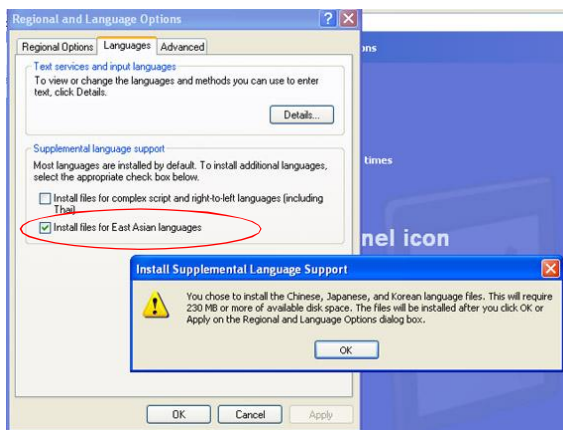 Regional and Language Options
Regional Options Languages Advanced
Text services and input languages
To view or change the languages and methods you can use to enter
text, click Details.
Details...
Supplemental language support
Most languages are installed by default. To install additional languages,
select the appropriate check box below.
Install files for complex script and right-to-left languages (including
Thai)
Install files for East Asian languages
ons
times
nel icon
Install Supplemental Language Support
You chose to install the Chinese, Japanese, and Korean language files. This will require
230 MB or more of available disk space. The files will be installed after you click OK or
Apply on the Regional and Language Options dialog box.
OK
OK Cancel Apply